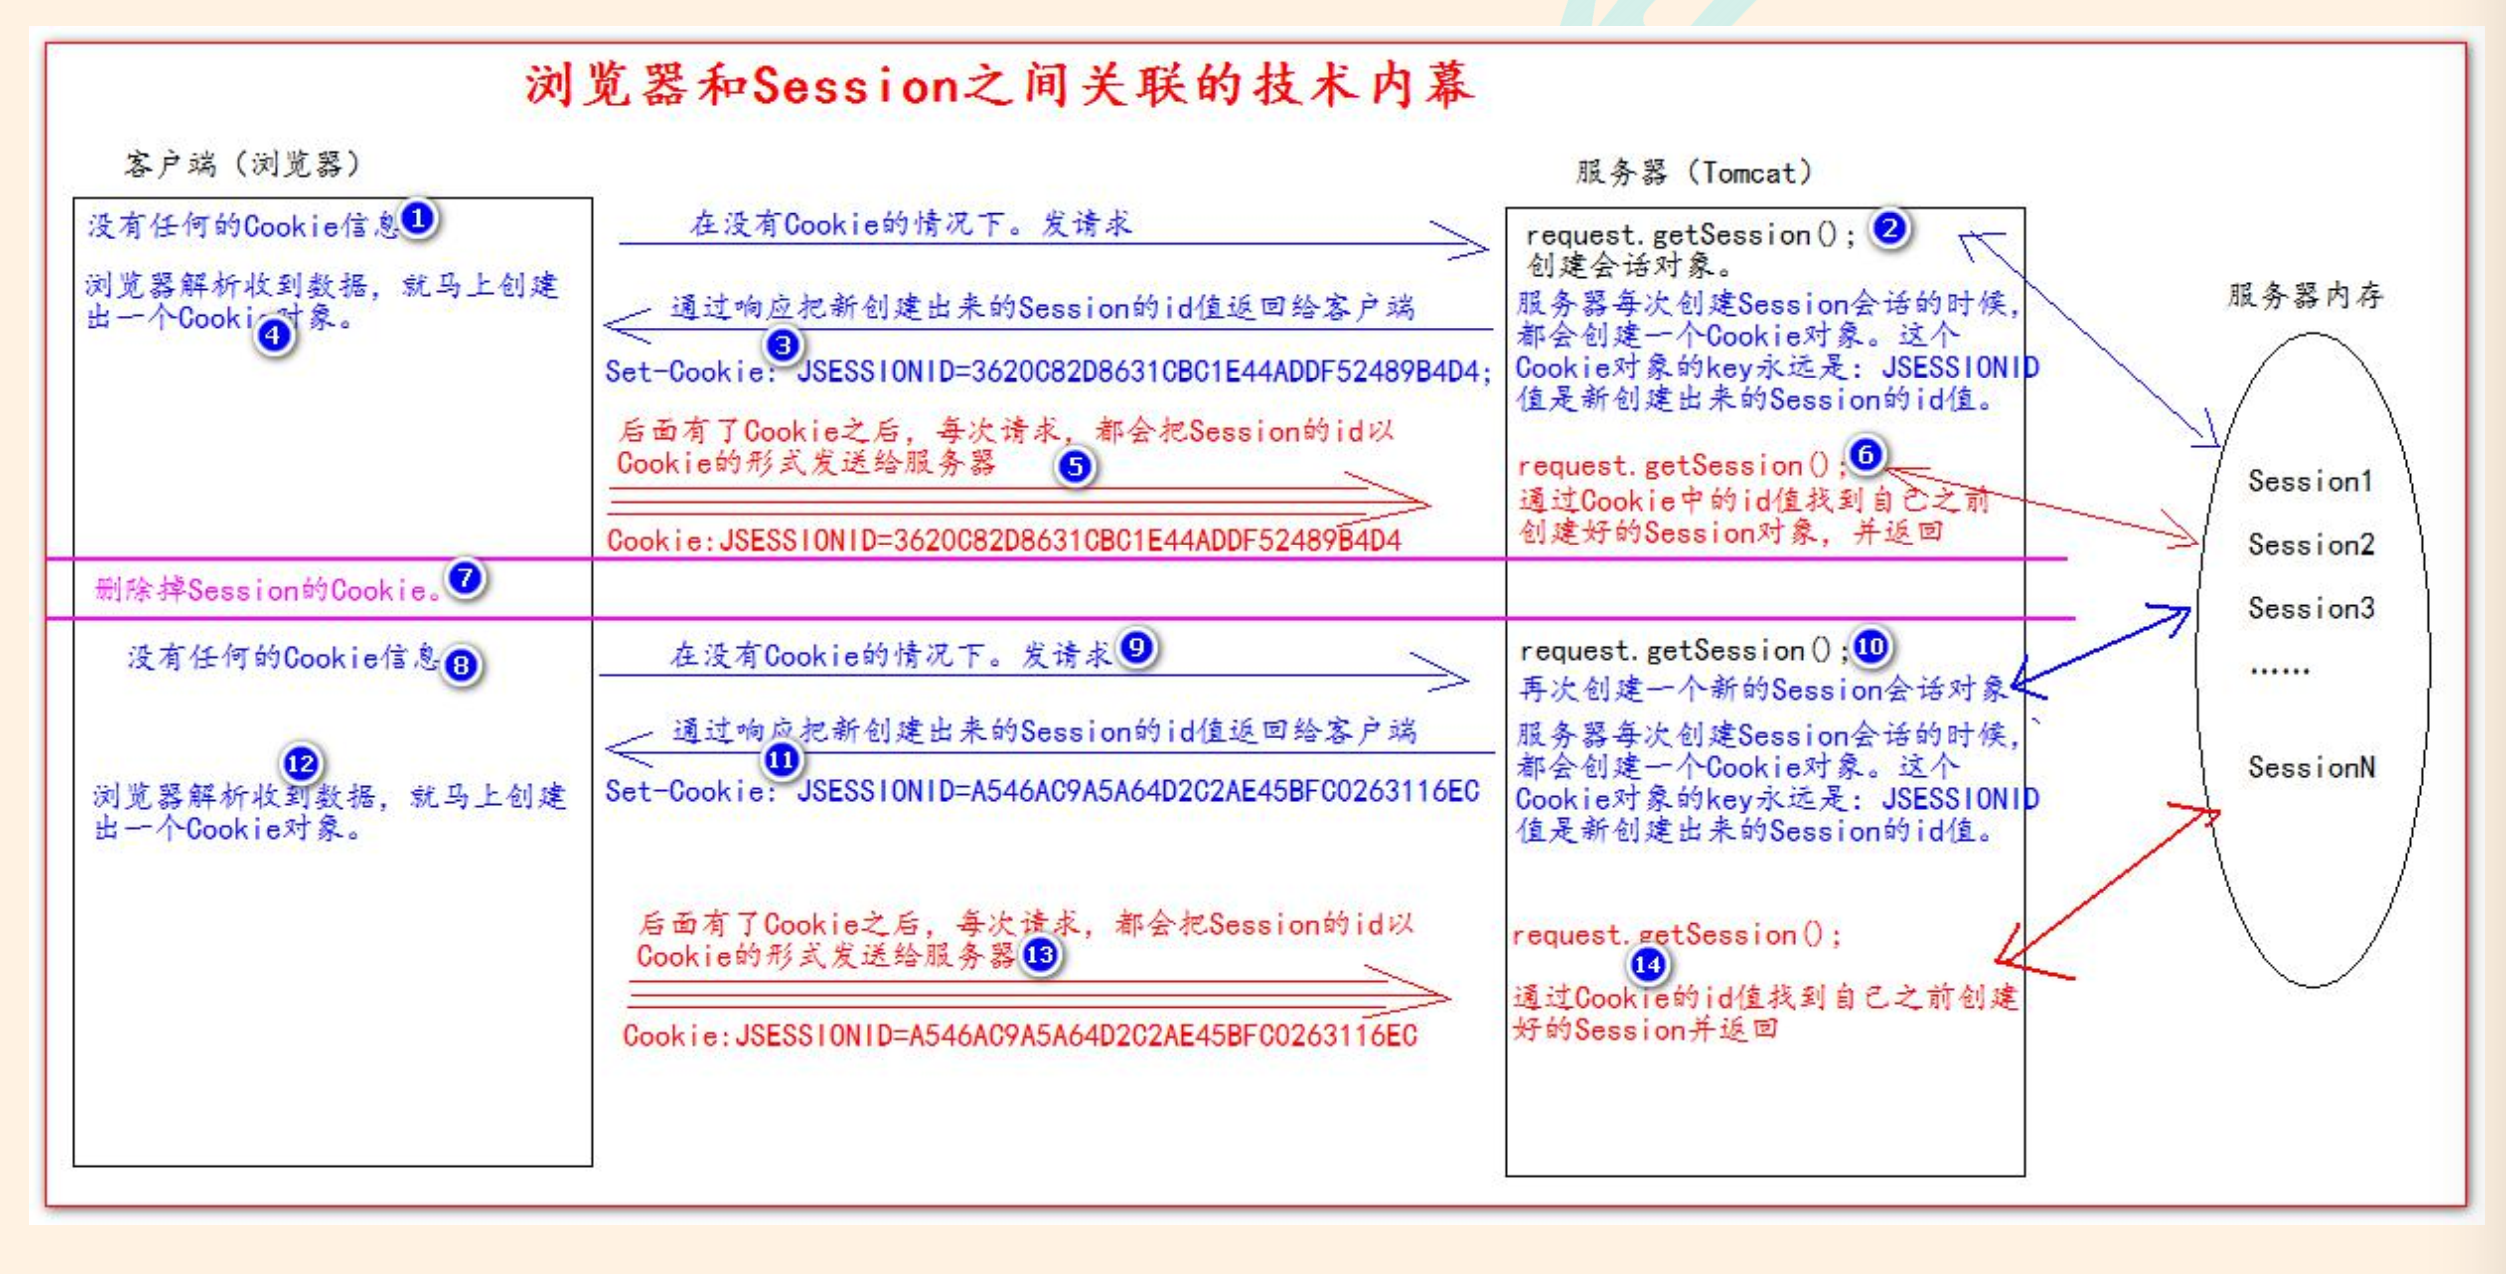 浏览器和Session之间关联的技术内幕
客户端（浏览器）
服务器（Tomcat）
没有任何的Cookie信息
1
在没有Cookie的情况下。发请求
request.getSession();
2
创建会话对象。
浏览器解析收到数据，就马上创建
出一个Cookie对象。
4
通过响应把新创建出来的Session的id值返回给客户端
3
Set-Cookie: JSESSIONID=3620C82D8631CBC1E44ADDF52489B4D4;
服务器每次创建Session会话的时候，
都会创建一个Cookie对象。这个
Cookie对象的key永远是：JSESSIONID
值是新创建出来的Session的id值。
服务器内存
后面有了Cookie之后，每次请求，都会把Session的id以
Cookie的形式发送给服务器
5
Cookie:JSESSIONID=3620C82D8631CBC1E44ADDF52489B4D4
request.getSession();
6
通过Cookie中的id值找到自己之前
创建好的Session对象，并返回
Session1
Session2
Session3
......
SessionN
删除掉Session的Cookie。
7
没有任何的Cookie信息
8
在没有Cookie的情况下。发请求
9
request.getSession();
10
再次创建一个新的Session会话对象
通过响应把新创建出来的Session的id值返回给客户端
11
Set-Cookie: JSESSIONID=A546AC9A5A64D2C2AE45BFC0263116EC
服务器每次创建Session会话的时候，
都会创建一个Cookie对象。这个
Cookie对象的key永远是：JSESSIONID
值是新创建出来的Session的id值。
12
浏览器解析收到数据，就马上创建
出一个Cookie对象。
后面有了Cookie之后，每次请求，都会把Session的id以
Cookie的形式发送给服务器
13
Cookie:JSESSIONID=A546AC9A5A64D2C2AE45BFC0263116EC
request.getSession();
14
通过Cookie的id值找到自己之前创建
好的Session并返回